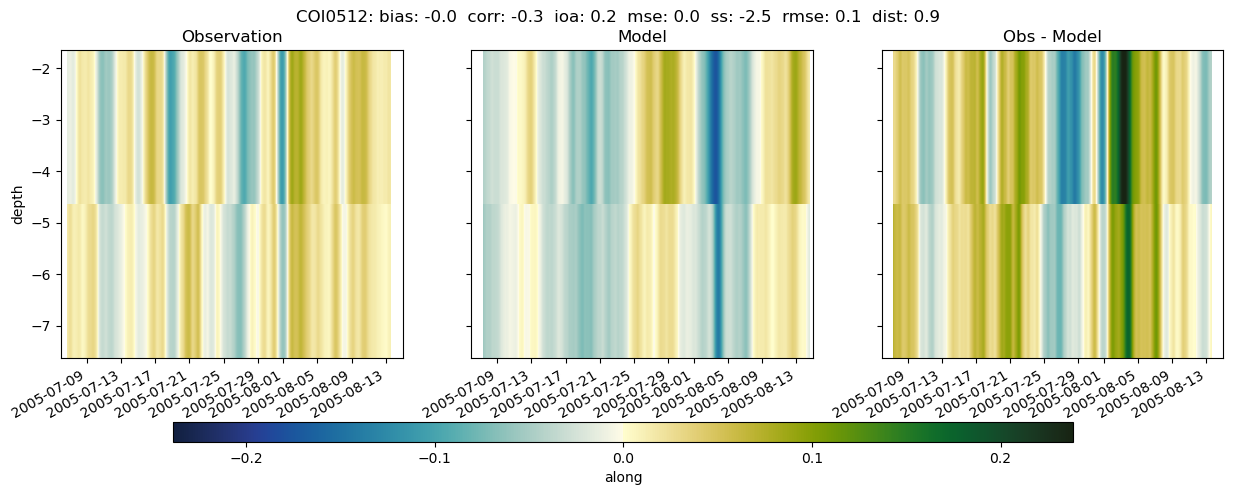 COI0512: bias: -0.0  corr: -0.3  ioa: 0.2  mse: 0.0  ss: -2.5  rmse: 0.1  dist: 0.9
Observation Model Obs - Model
−2
−3
−4
−5
−6
−7
depth
2005-07-09 2005-07-13 2005-07-17 2005-07-21 2005-07-25 2005-07-29 2005-08-01 2005-08-05 2005-08-09 2005-08-13
2005-07-09 2005-07-13 2005-07-17 2005-07-21 2005-07-25 2005-07-29 2005-08-01 2005-08-05 2005-08-09 2005-08-13
2005-07-09 2005-07-13 2005-07-17 2005-07-21 2005-07-25 2005-07-29 2005-08-01 2005-08-05 2005-08-09 2005-08-13
−0.2 −0.1 0.0 0.1 0.2
along